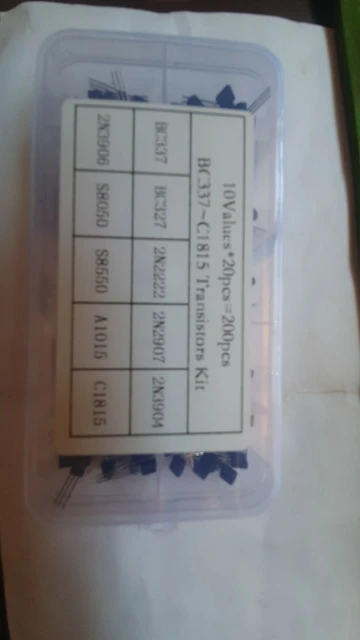 10Values*20pcs=200pcs
BC337~C1815 Transistors Kit
BC337 BC327 2N2222 2N2907 2N3904
2N3906 S8050 S8550 A1015 C1815